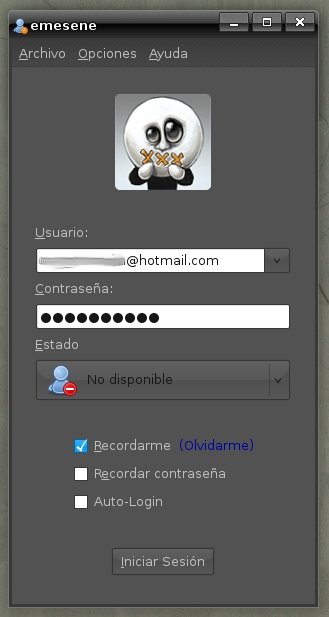 emesene
Archivo Opciones Ayuda
Usuario:
@hotmail.com
Contraseña:
●●●●●●●●●●
Estado
No disponible
Recordarme (Olvidarme)
Recordar contraseña
Auto-Login
Iniciar Sesión